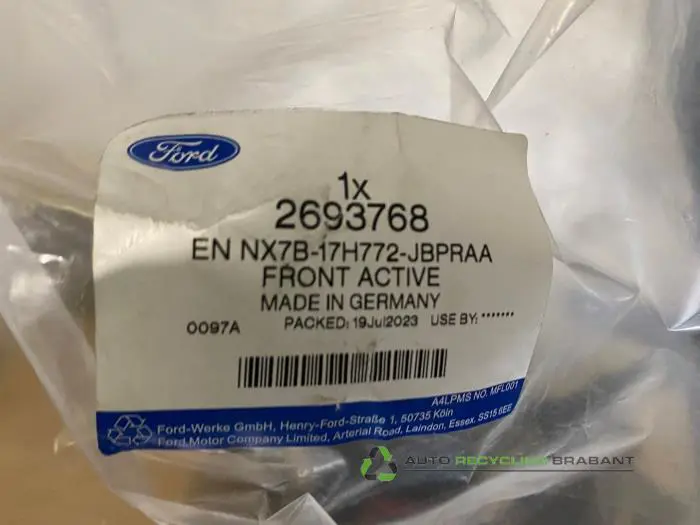 Ford
1x
2693768
EN NX7B-17H772-JBPRAA
FRONT ACTIVE
MADE IN GERMANY
0097A PACKED: 19Jul2023 USE BY: *******
A4LPMS NO. MFL001
Ford-Werke GmbH, Henry-Ford-Straße 1, 50735 Köln
Ford Motor Company Limited, Arterial Road, Laindon, Essex. SS15 6EE
AUTO RECYCLING BRABANT